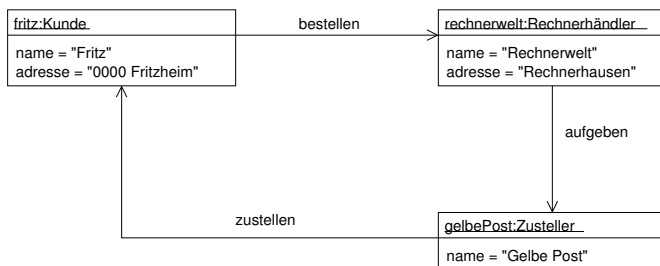 fritz:Kunde
name = "Fritz"
adresse = "0000 Fritzheim"
bestellen
rechnerwelt:Rechnerhändler
name = "Rechnerwelt"
adresse = "Rechnerhausen"
aufgeben
zustellen
gelbePost:Zusteller
name = "Gelbe Post"